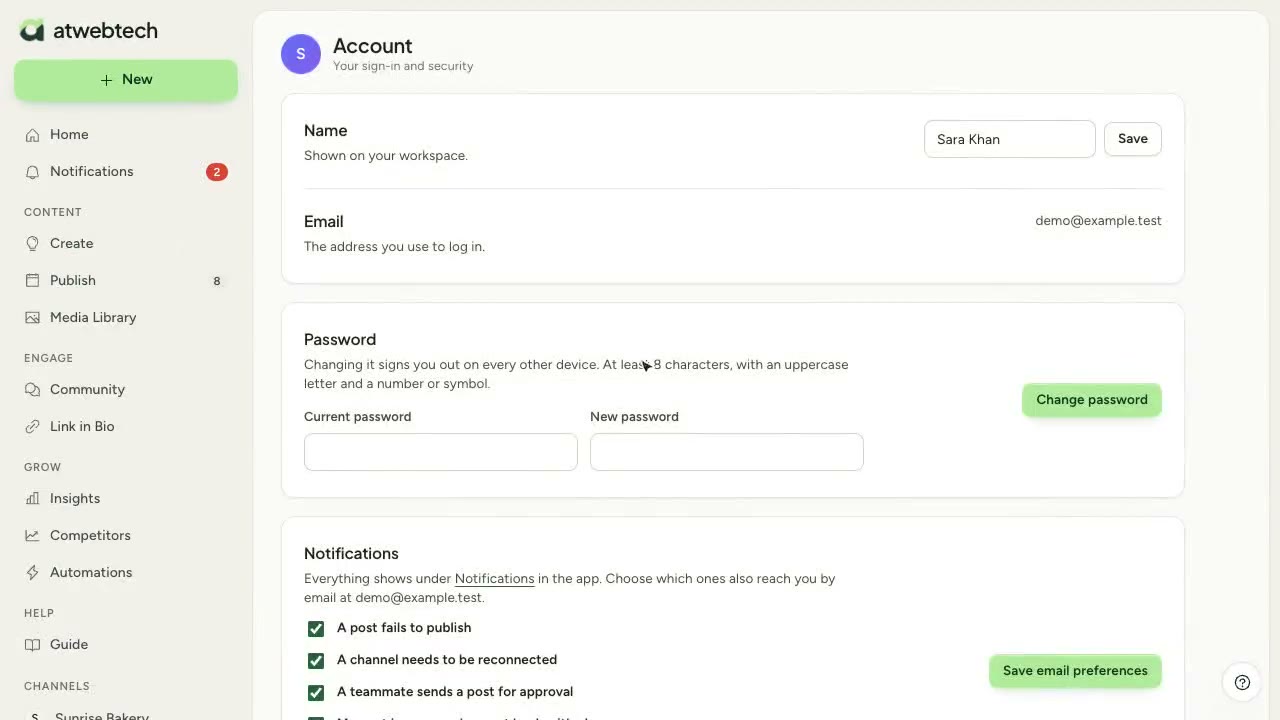 atwebtech
New
Home
Notifications 2
CONTENT
Create
Publish 8
Media Library
ENGAGE
Community
Link in Bio
GROW
Insights
Competitors
Automations
HELP
Guide
CHANNELS
S Sunrise Bakery
S
Account
Your sign-in and security
Name
Shown on your workspace.
Sara Khan
Save
Email
The address you use to log in.
demo@example.test
Password
Changing it signs you out on every other device. At least 8 characters, with an uppercase
letter and a number or symbol.
Current password
New password
Change password
Notifications
Everything shows under Notifications in the app. Choose which ones also reach you by
email at demo@example.test.
A post fails to publish
A channel needs to be reconnected
A teammate sends a post for approval
Save email preferences